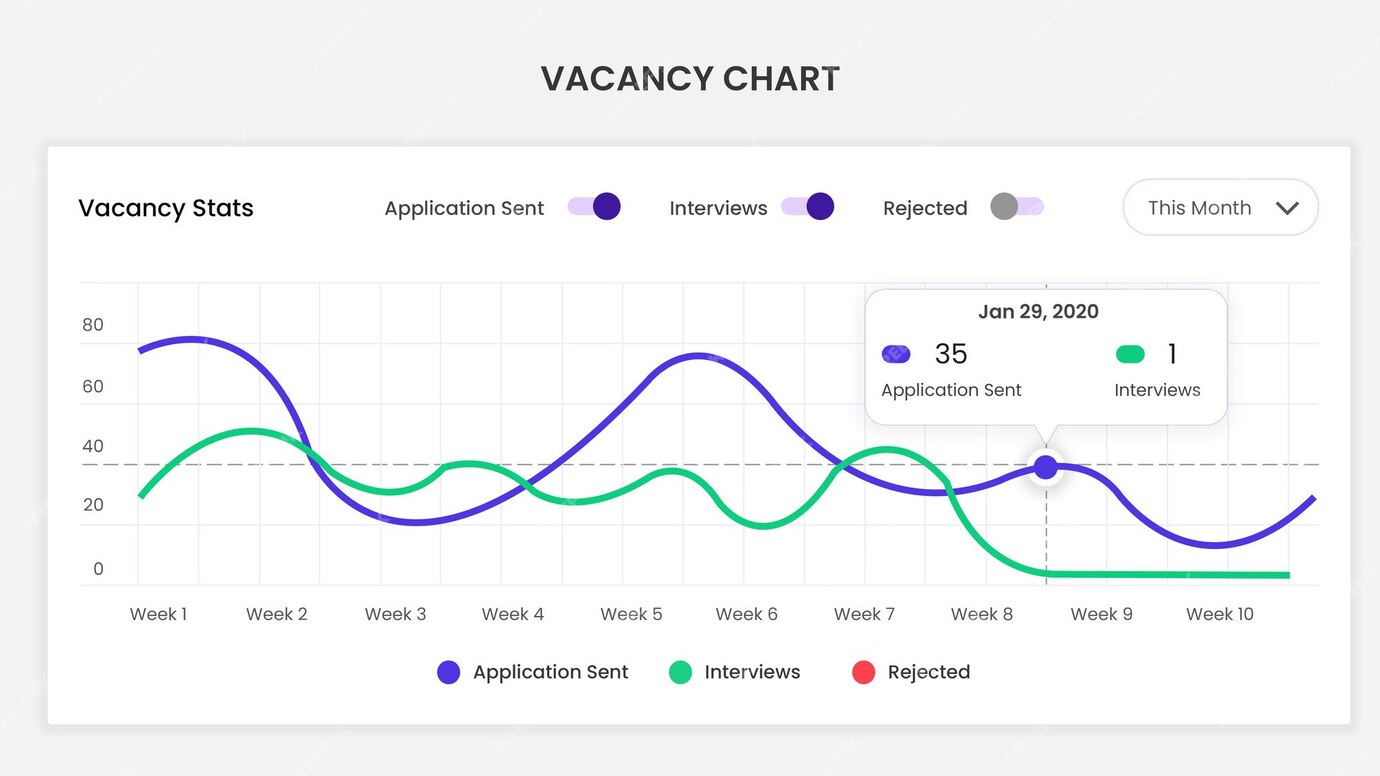 VACANCY CHART
Vacancy Stats
Application Sent
Interviews
Rejected
This Month
Jan 29, 2020
35
1
Application Sent
Interviews
80
60
40
20
0
Week 1
Week 2
Week 3
Week 4
Week 5
Week 6
Week 7
Week 8
Week 9
Week 10
Application Sent
Interviews
Rejected